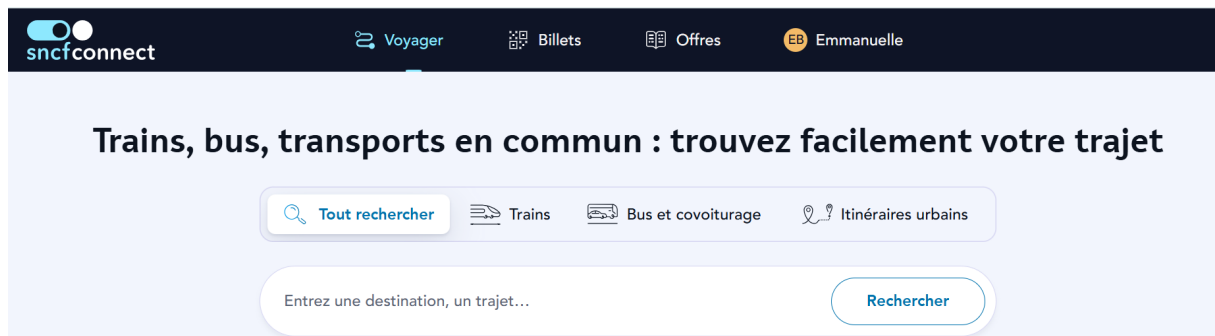 sncfconnect
Voyager
Billets
Offres
EB Emmanuelle
Trains, bus, transports en commun : trouvez facilement votre trajet
Tout rechercher
Trains
Bus et covoiturage
Itinéraires urbains
Entrez une destination, un trajet…
Rechercher